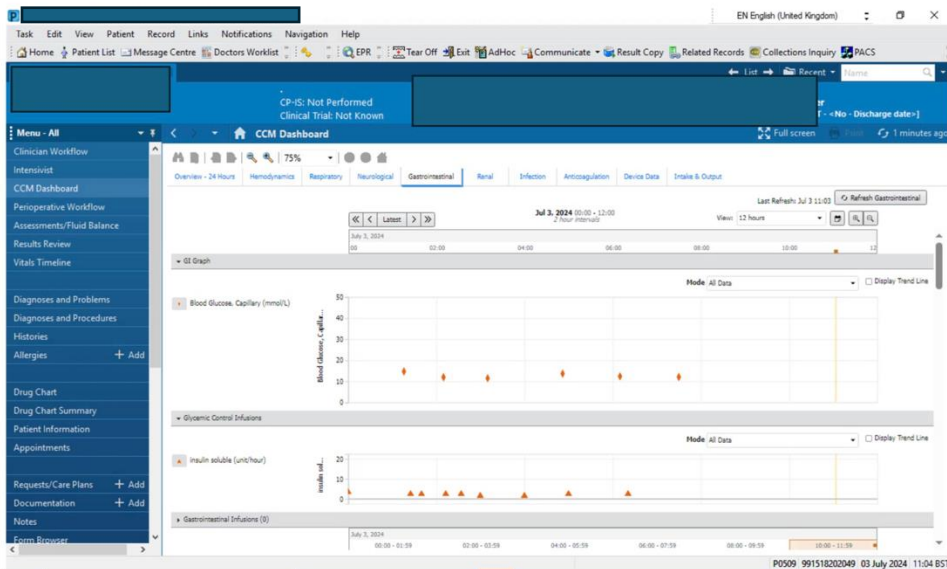 P
EN English (United Kingdom)
Task Edit View Patient Record Links Notifications Navigation Help
Home Patient List Message Centre Doctors Worklist EPR Tear Off Exit AdHoc Communicate Result Copy Related Records Collections Inquiry PACS
List Recent Name
CP-IS: Not Performed
Clinical Trial: Not Known
er
T - <No - Discharge date>]
Menu - All
CCM Dashboard
Full screen Print 1 minutes ago
Clinician Workflow
Intensivist
CCM Dashboard
Perioperative Workflow
Assessments/Fluid Balance
Results Review
Vitals Timeline
Diagnoses and Problems
Diagnoses and Procedures
Histories
Allergies + Add
Drug Chart
Drug Chart Summary
Patient Information
Appointments
Requests/Care Plans + Add
Documentation + Add
Notes
Form Browser
75%
Overview - 24 Hours Hemodynamics Respiratory Neurological Gastrointestinal Renal Infection Anticoagulation Device Data Intake & Output
Last Refresh: Jul 3 11:03 Refresh Gastrointestinal
Latest
Jul 3, 2024 00:00 - 12:00
2 hour intervals
View: 12 hours
July 3, 2024
00 02:00 04:00 06:00 08:00 10:00 12
GI Graph
Mode All Data Display Trend Line
Blood Glucose, Capillary (mmol/L)
Blood Glucose, Capillar...
50
40
30
20
10
0
Glycemic Control Infusions
Mode All Data Display Trend Line
insulin soluble (unit/hour)
insulin sol...
20
10
0
Gastrointestinal Infusions (0)
July 3, 2024
00:00 - 01:59 02:00 - 03:59 04:00 - 05:59 06:00 - 07:59 08:00 - 09:59 10:00 - 11:59
P0509 991518202049 03 July 2024 11:04 BST